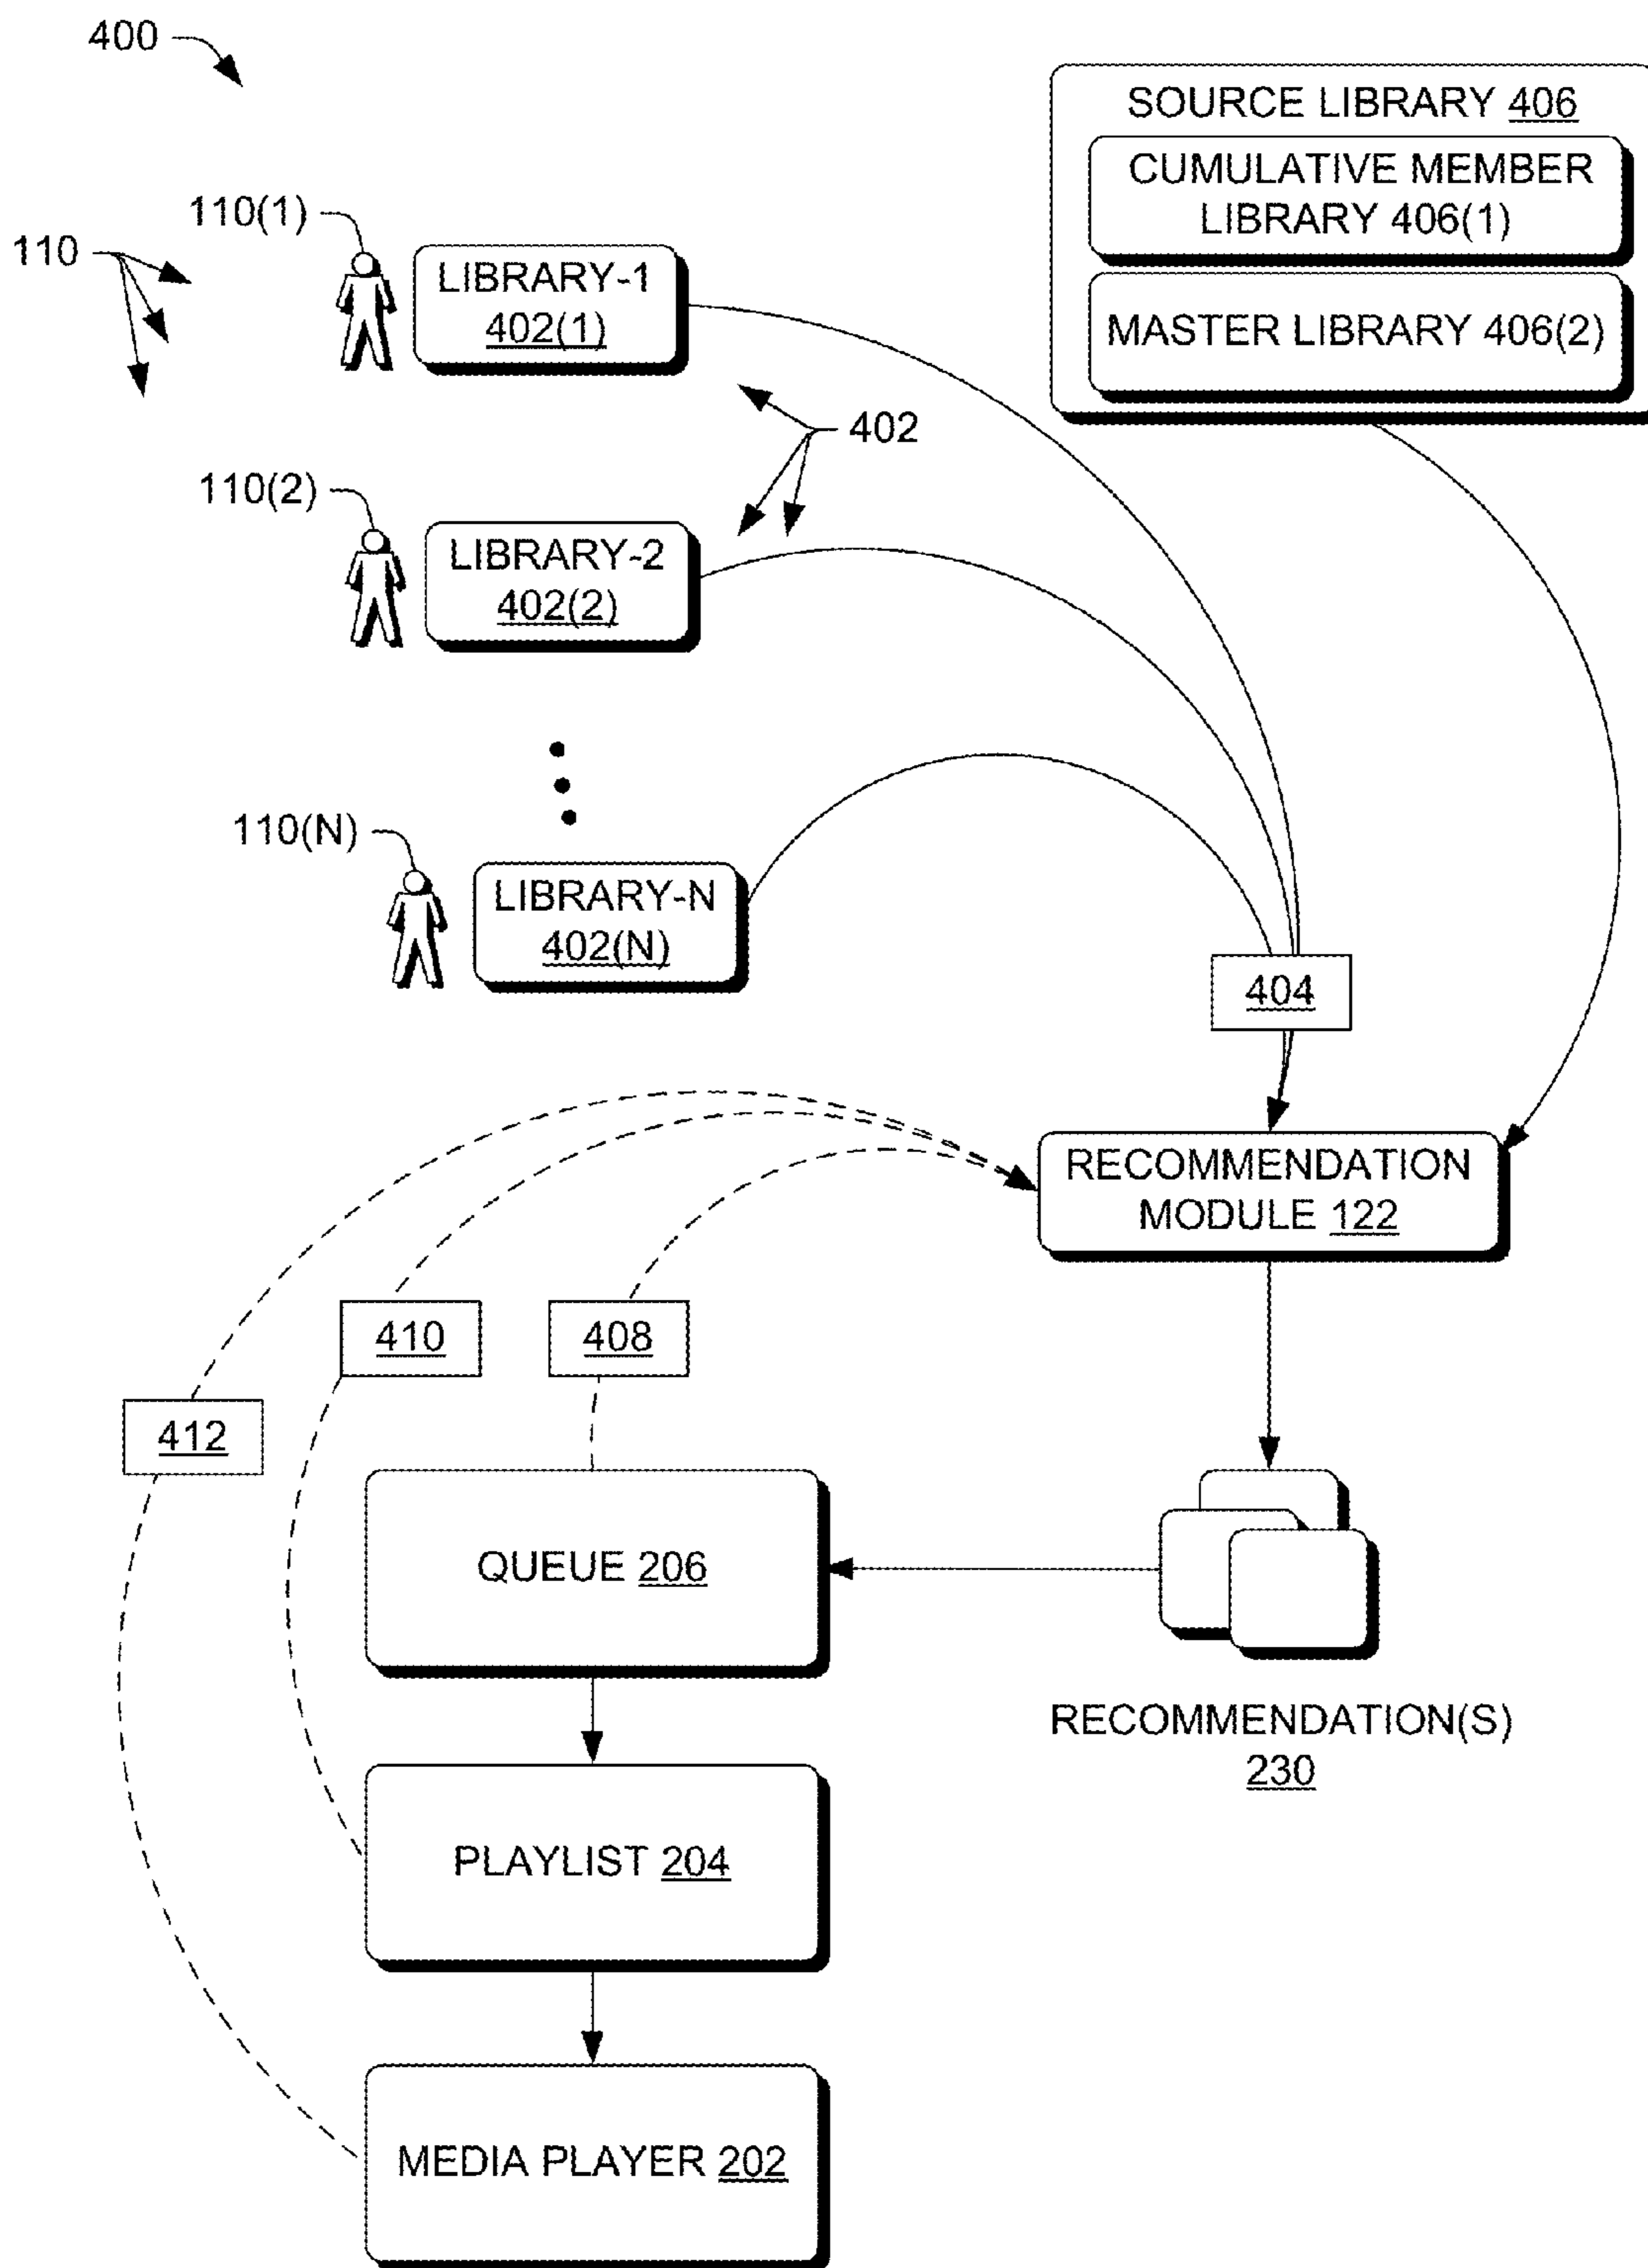 400
SOURCE LIBRARY 406
CUMULATIVE MEMBER
LIBRARY 406(1)
MASTER LIBRARY 406(2)
110(1)
110
LIBRARY-1
402(1)
402
110(2)
LIBRARY-2
402(2)
110(N)
LIBRARY-N
402(N)
404
RECOMMENDATION
MODULE 122
410
408
412
QUEUE 206
RECOMMENDATION(S)
230
PLAYLIST 204
MEDIA PLAYER 202